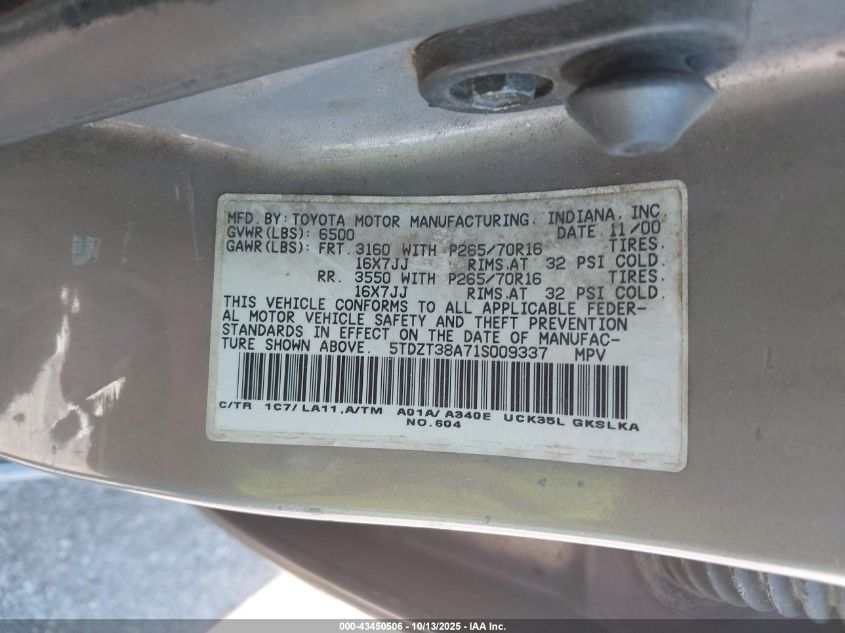 MFD. BY: TOYOTA MOTOR MANUFACTURING, INDIANA, INC.
GVWR(LBS): 6500 DATE 11/00
GAWR(LBS): FRT. 3160 WITH P265/70R16 TIRES.
16X7JJ RIMS.AT 32 PSI COLD.
RR. 3550 WITH P265/70R16 TIRES.
16X7JJ RIMS.AT 32 PSI COLD.
THIS VEHICLE CONFORMS TO ALL APPLICABLE FEDER-
AL MOTOR VEHICLE SAFETY AND THEFT PREVENTION
STANDARDS IN EFFECT ON THE DATE OF MANUFAC-
TURE SHOWN ABOVE. 5TDZT38A71S009337 MPV
C/TR 1C7/ LA11,A/TM A01A/ A340E UCK35L GKSLKA
NO.604
000-43450506 - 10/13/2025 - IAA Inc.